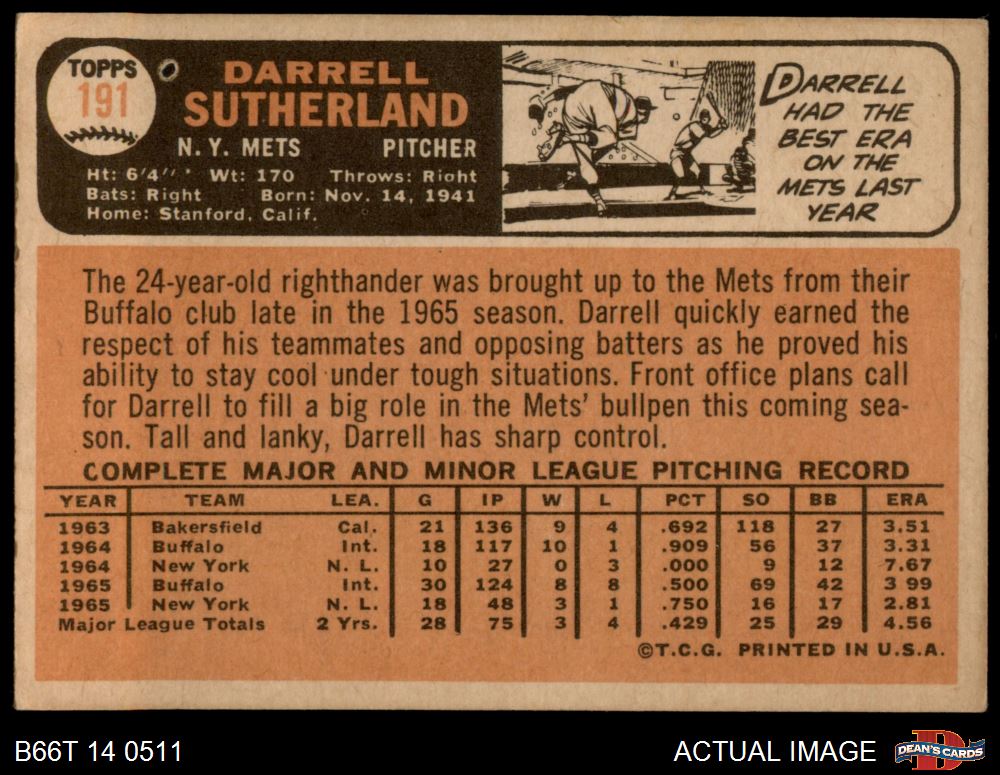 TOPPS
191
DARRELL
SUTHERLAND
N. Y. METS PITCHER
Ht: 6'4" Wt: 170 Throws: Right
Bats: Right Born: Nov. 14, 1941
Home: Stanford, Calif.
DARRELL
HAD THE
BEST ERA
ON THE
METS LAST
YEAR
The 24-year-old righthander was brought up to the Mets from their
Buffalo club late in the 1965 season. Darrell quickly earned the
respect of his teammates and opposing batters as he proved his
ability to stay cool under tough situations. Front office plans call
for Darrell to fill a big role in the Mets' bullpen this coming sea-
son. Tall and lanky, Darrell has sharp control.
COMPLETE MAJOR AND MINOR LEAGUE PITCHING RECORD
YEAR TEAM LEA. G IP W L PCT SO BB ERA
1963 Bakersfield Cal. 21 136 9 4 .692 118 27 3.51
1964 Buffalo Int. 18 117 10 1 .909 56 37 3.31
1964 New York N. L. 10 27 0 3 .000 9 12 7.67
1965 Buffalo Int. 30 124 8 8 .500 69 42 3 99
1965 New York N. L. 18 48 3 1 .750 16 17 2.81
Major League Totals 2 Yrs. 28 75 3 4 .429 25 29 4.56
©T.C.G. PRINTED IN U.S.A.
B66T 14 0511
ACTUAL IMAGE
DEAN'S CARDS